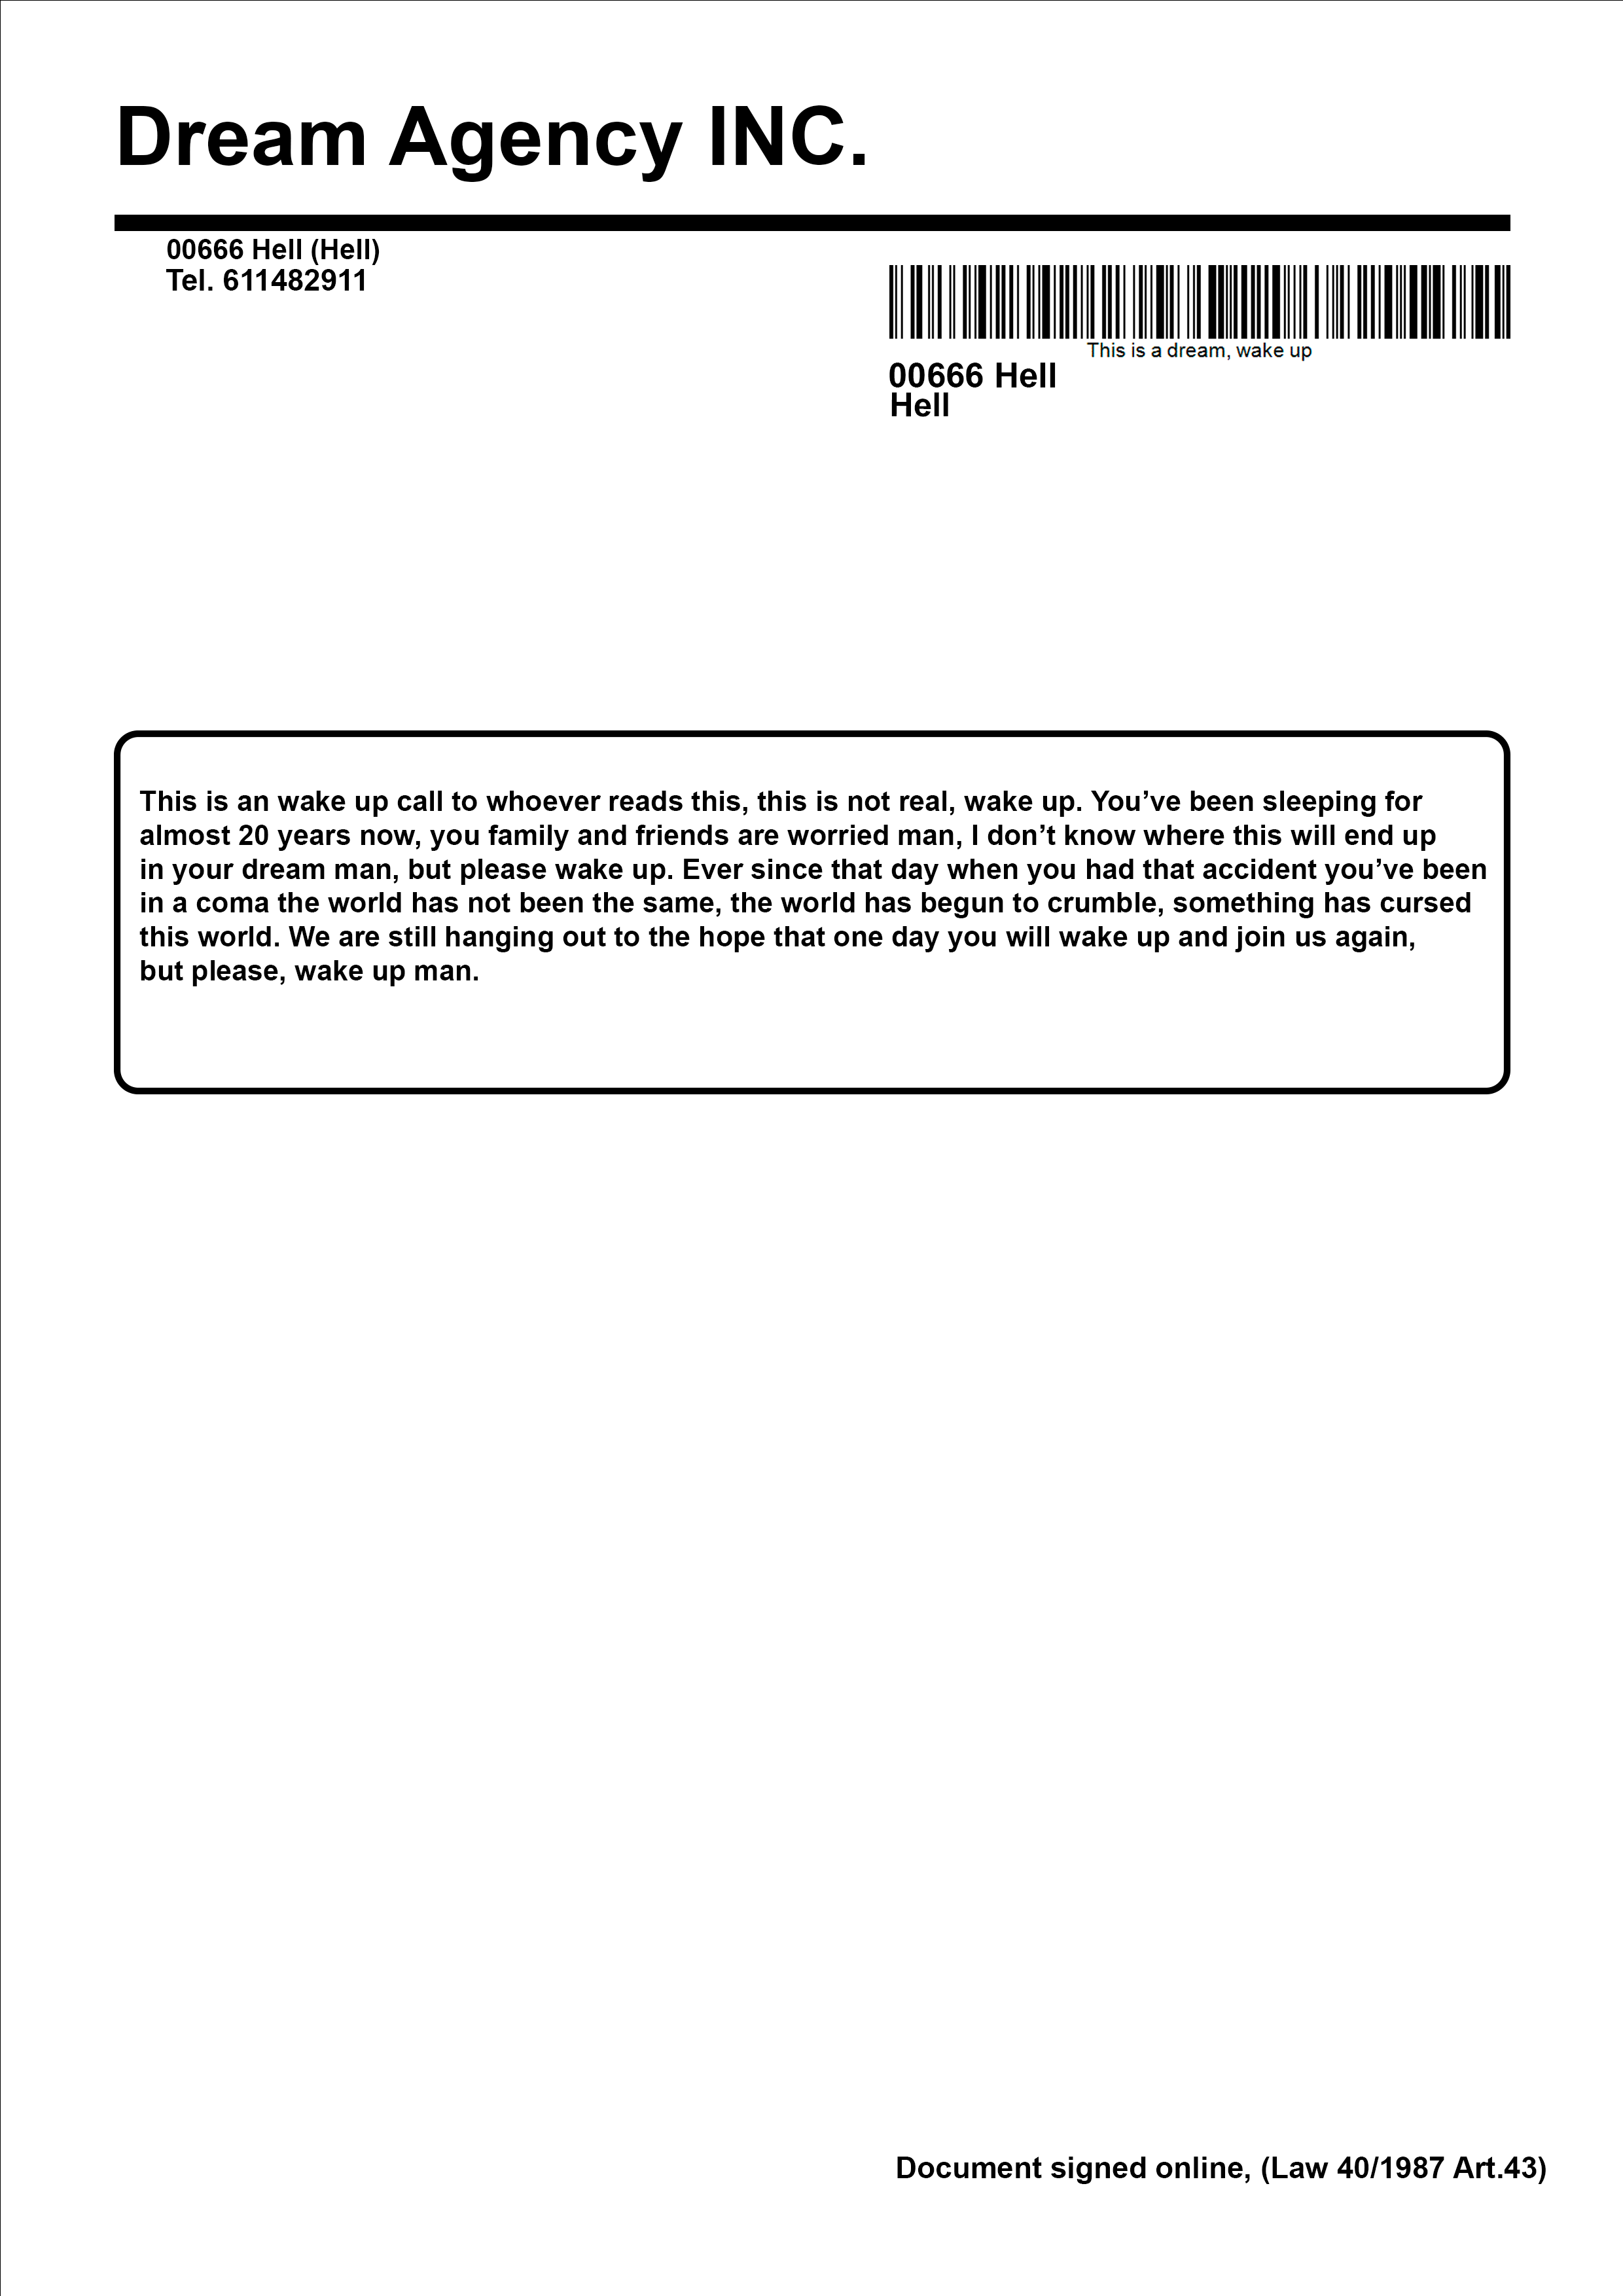 Dream Agency INC.
00666 Hell (Hell)
Tel. 611482911
This is a dream, wake up
00666 Hell
Hell
This is an wake up call to whoever reads this, this is not real, wake up. You’ve been sleeping for
almost 20 years now, you family and friends are worried man, I don’t know where this will end up
in your dream man, but please wake up. Ever since that day when you had that accident you’ve been
in a coma the world has not been the same, the world has begun to crumble, something has cursed
this world. We are still hanging out to the hope that one day you will wake up and join us again,
but please, wake up man.
Document signed online, (Law 40/1987 Art.43)